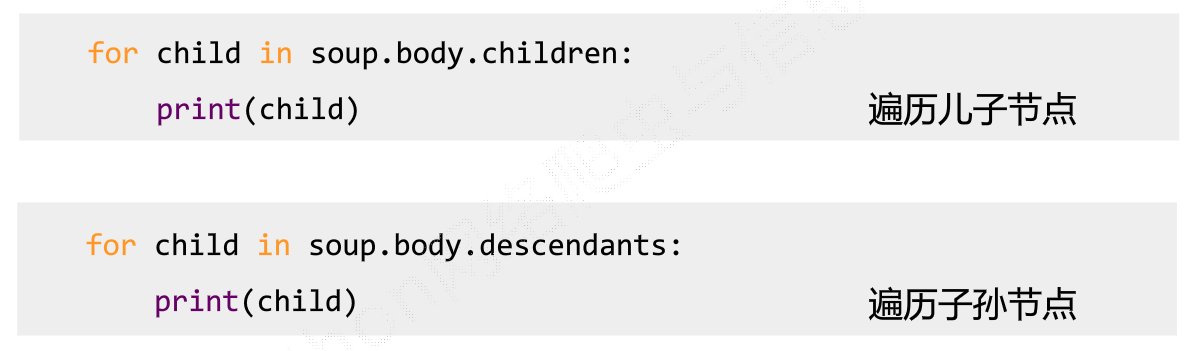 for child in soup.body.children:
print(child) 遍历儿子节点
for child in soup.body.descendants:
print(child) 遍历子孙节点